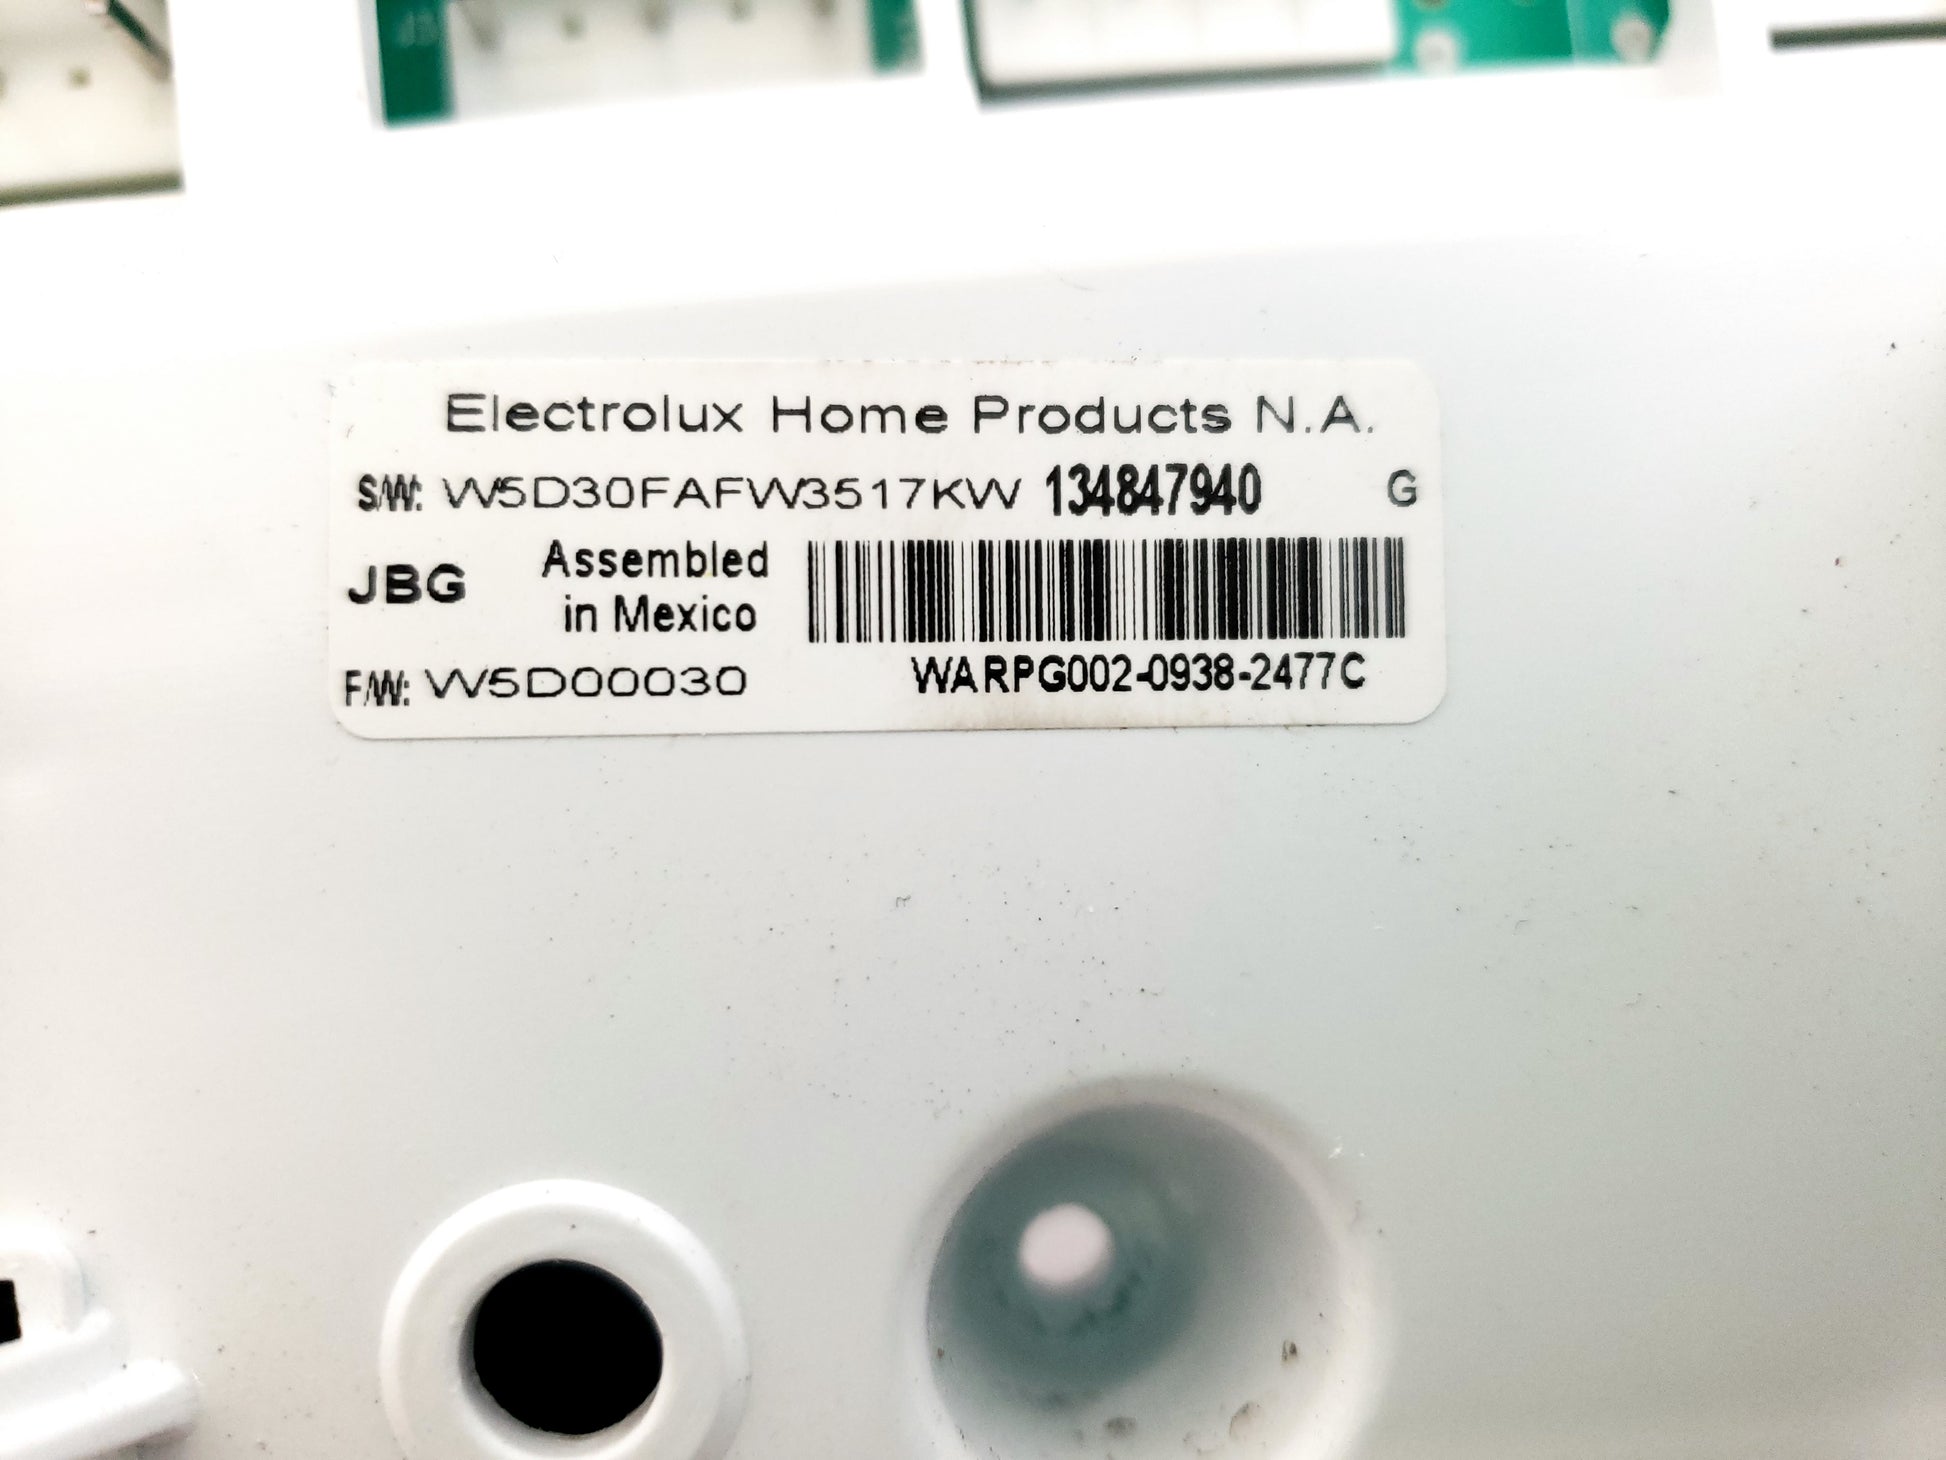 Electrolux Home Products N.A.
S/W: W5D30FAFW3517KW 134847940 G
JBG Assembled
in Mexico
F/W: W5D00030 WARPG002-0938-2477C